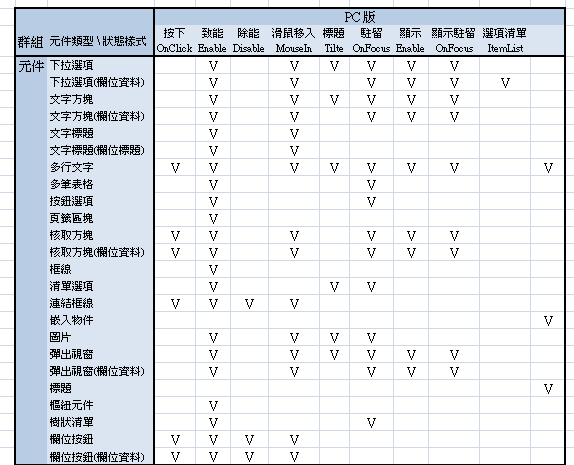 PC 版
群組 元件類型 \ 狀態樣式 按下 致能 除能 滑鼠移入 標題 駐留 顯示 顯示駐留 選項清單
OnClick Enable Disable MouseIn Tilte OnFocus Enable OnFocus ItemList
元件 下拉選項 V V V V V V
下拉選項(欄位資料) V V V V V V
文字方塊 V V V V V V
文字方塊(欄位資料) V V V V V
文字標題 V V
文字標題(欄位標題) V V
多行文字 V V V V V V V V
多筆表格 V V
按鈕選項 V V
頁籤區塊 V
核取方塊 V V V V V V
核取方塊(欄位資料) V V V V V V
框線 V
清單選項 V V V
連結框線 V V V V
嵌入物件 V
圖片 V V V V
彈出視窗 V V V V V V
彈出視窗(欄位資料) V V V V V
標題 V
樞紐元件 V
樹狀清單 V V
欄位按鈕 V V V V
欄位按鈕(欄位資料) V V V V